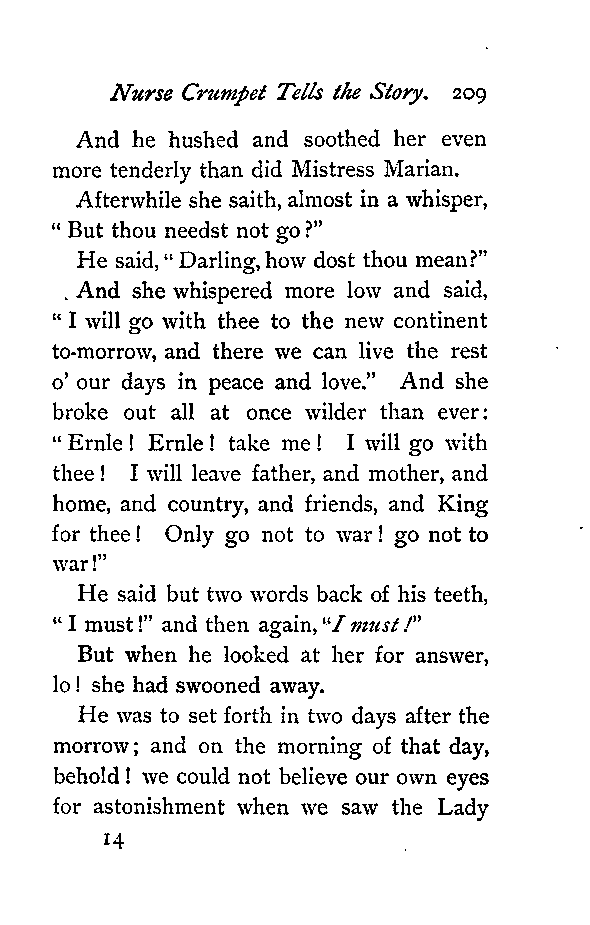 Nurse Crumpet Tells the Story. 209
And he hushed and soothed her even
more tenderly than did Mistress Marian.
Afterwhile she saith, almost in a whisper,
“ But thou needst not go ?”
He said, “ Darling, how dost thou mean?”
And she whispered more low and said,
“ I will go with thee to the new continent
to-morrow, and there we can live the rest
o’ our days in peace and love.” And she
broke out all at once wilder than ever:
“ Ernle ! Ernle ! take me ! I will go with
thee ! I will leave father, and mother, and
home, and country, and friends, and King
for thee ! Only go not to war ! go not to
war !”
He said but two words back of his teeth,
“ I must !” and then again, “I must !”
But when he looked at her for answer,
lo ! she had swooned away.
He was to set forth in two days after the
morrow ; and on the morning of that day,
behold ! we could not believe our own eyes
for astonishment when we saw the Lady
14